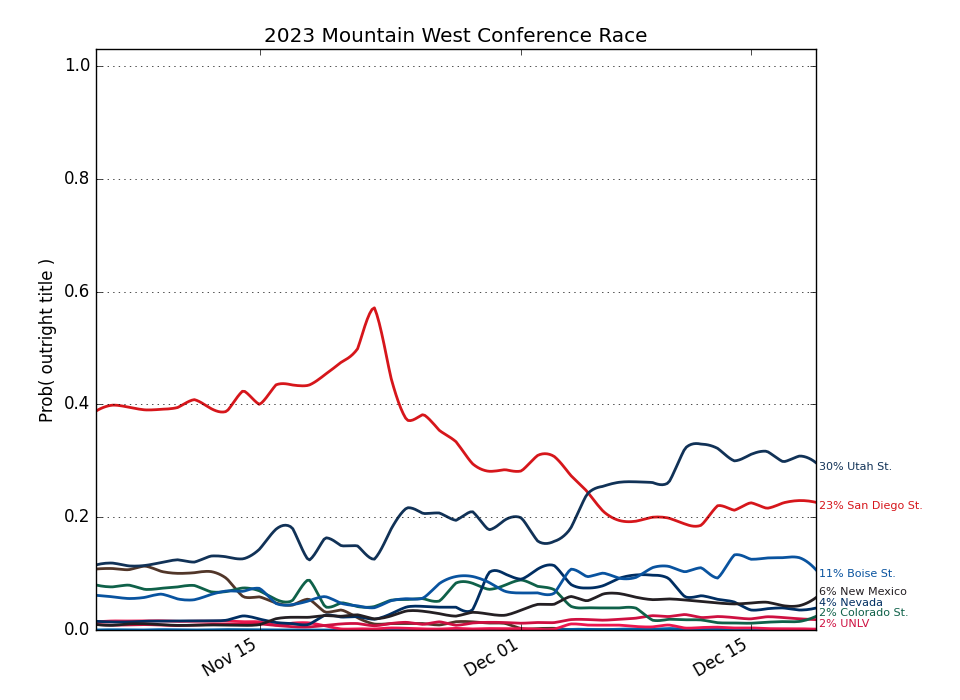 2023 Mountain West Conference Race
Prob( outright title )
1.0
0.8
0.6
0.4
0.2
0.0
Nov 15
Dec 01
Dec 15
30% Utah St.
23% San Diego St.
11% Boise St.
6% New Mexico
4% Nevada
2% Colorado St.
2% UNLV